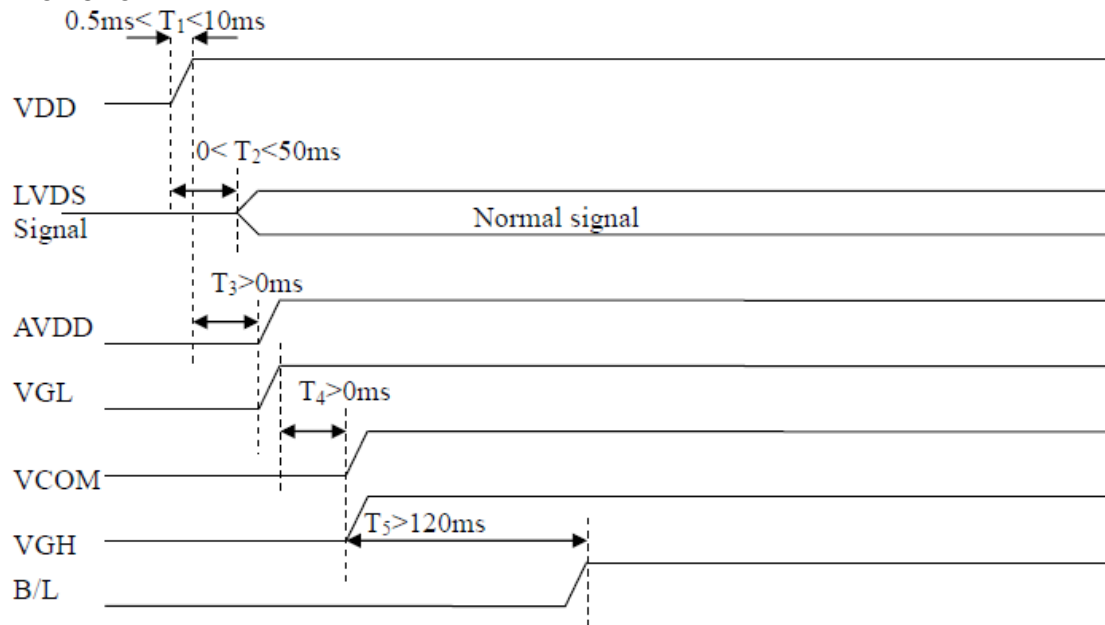 0.5ms< T₁<10ms
VDD
0< T₂<50ms
LVDS
Signal
Normal signal
T₃>0ms
AVDD
VGL
T₄>0ms
VCOM
T₅>120ms
VGH
B/L